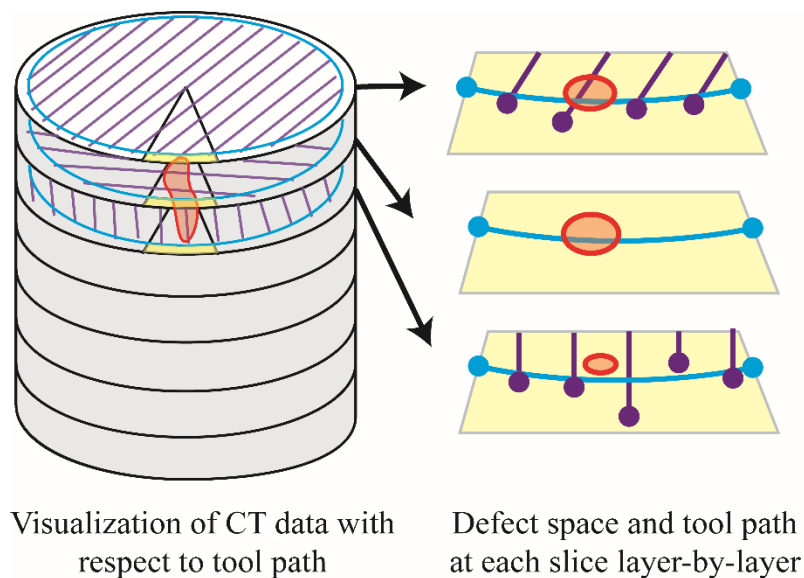 Visualization of CT data with
respect to tool path
Defect space and tool path
at each slice layer-by-layer